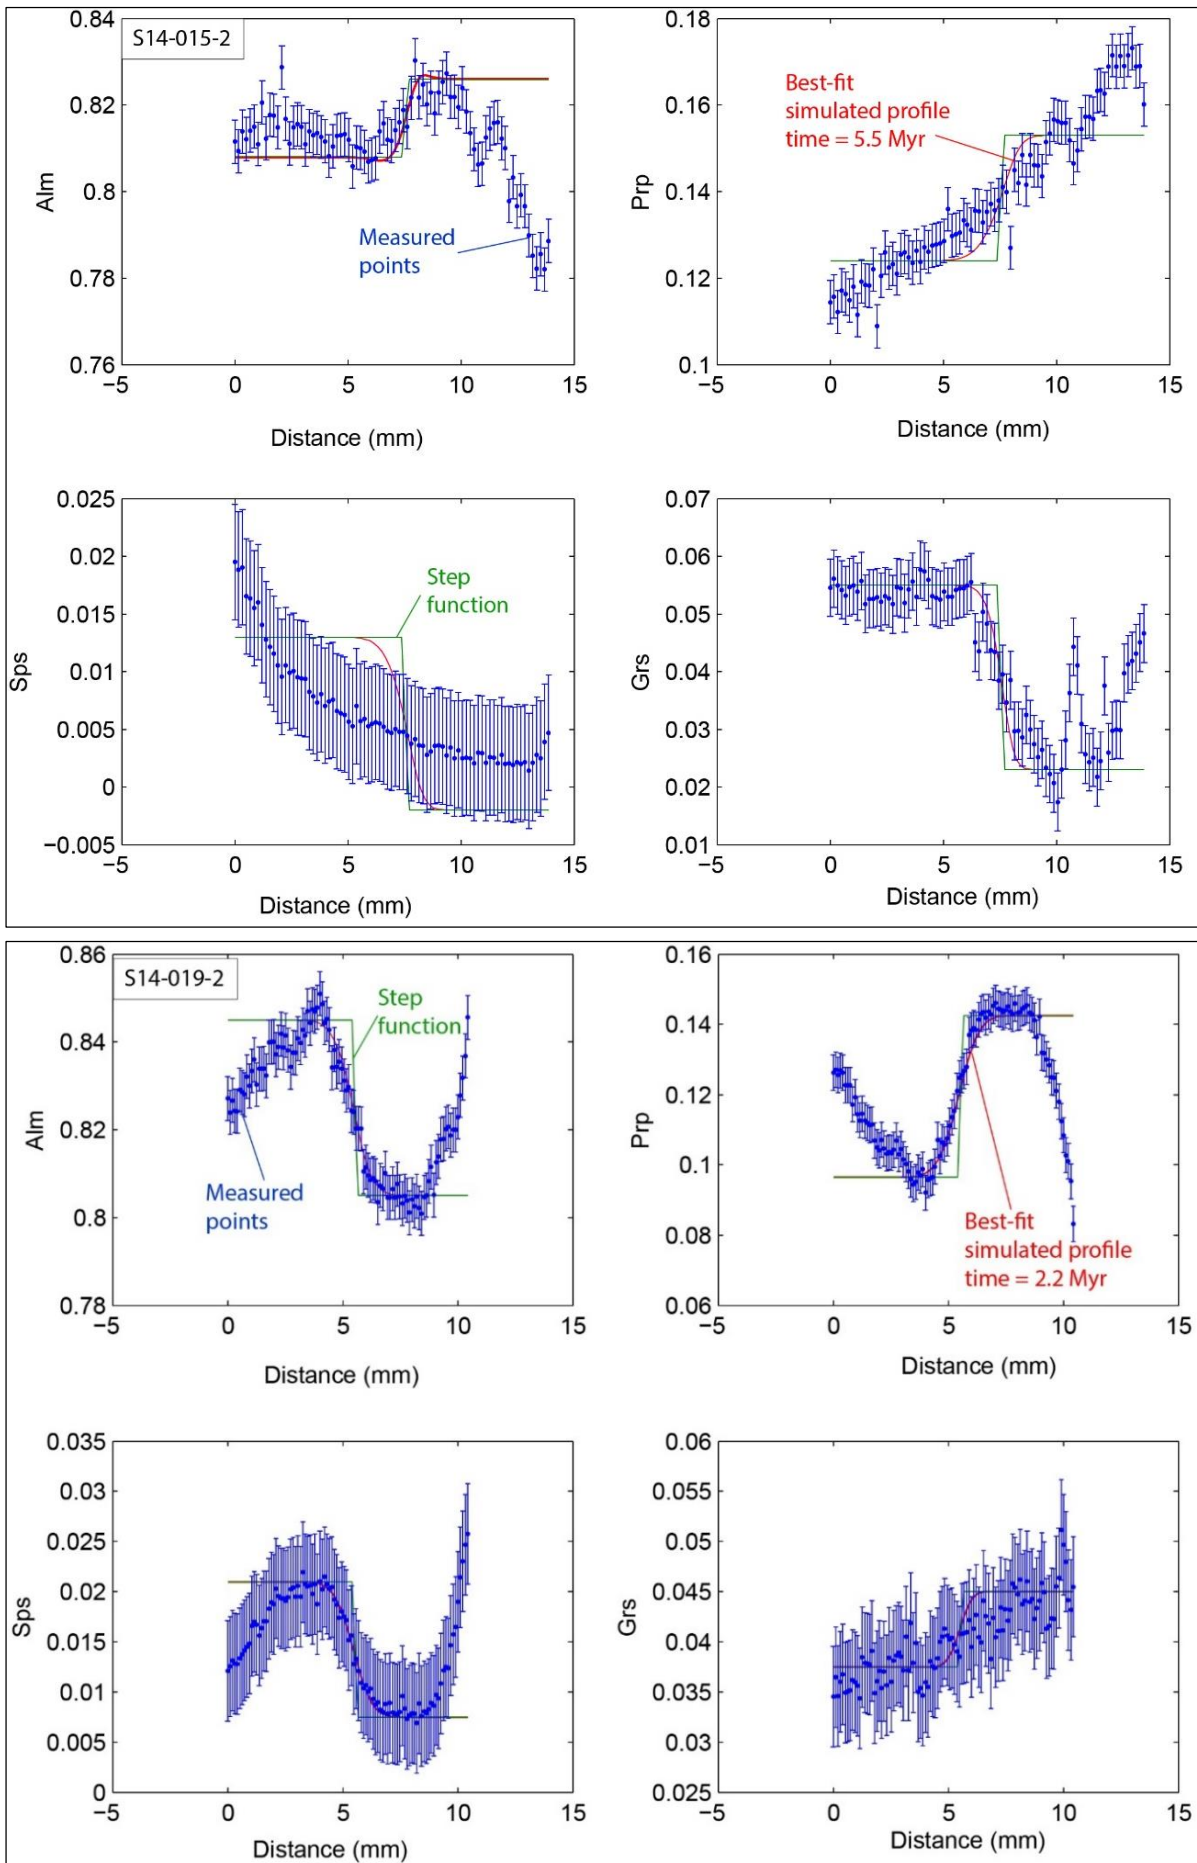 S14-015-2
0.84
0.82
0.8
0.78
0.76
−5
0
5
10
15
Alm
Distance (mm)
Measured
points
0.18
0.16
0.14
0.12
0.1
−5
0
5
10
15
Prp
Distance (mm)
Best-fit
simulated profile
time = 5.5 Myr
0.025
0.02
0.015
0.01
0.005
0
−0.005
−5
0
5
10
15
Sps
Distance (mm)
Step
function
0.07
0.06
0.05
0.04
0.03
0.02
0.01
−5
0
5
10
15
Grs
Distance (mm)
S14-019-2
0.86
0.84
0.82
0.8
0.78
−5
0
5
10
15
Alm
Distance (mm)
Step
function
Measured
points
0.16
0.14
0.12
0.1
0.08
0.06
−5
0
5
10
15
Prp
Distance (mm)
Best-fit
simulated profile
time = 2.2 Myr
0.035
0.03
0.025
0.02
0.015
0.01
0.005
0
−5
0
5
10
15
Sps
Distance (mm)
0.06
0.055
0.05
0.045
0.04
0.035
0.03
0.025
−5
0
5
10
15
Grs
Distance (mm)